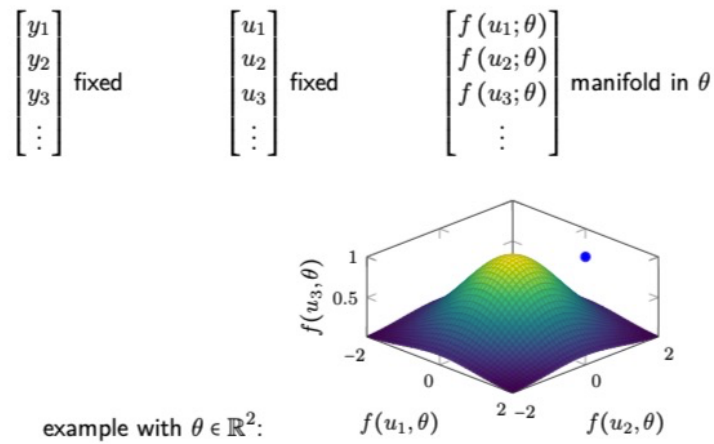 y1 u1 f (u1; θ)
y2 fixed u2 fixed f (u2; θ) manifold in θ
y3 u3 f (u3; θ)
⋮ ⋮ ⋮
1
0.5
f(u3, θ)
−2 2
0 0
2 −2
example with θ ∈ ℝ²: f(u1, θ) f(u2, θ)